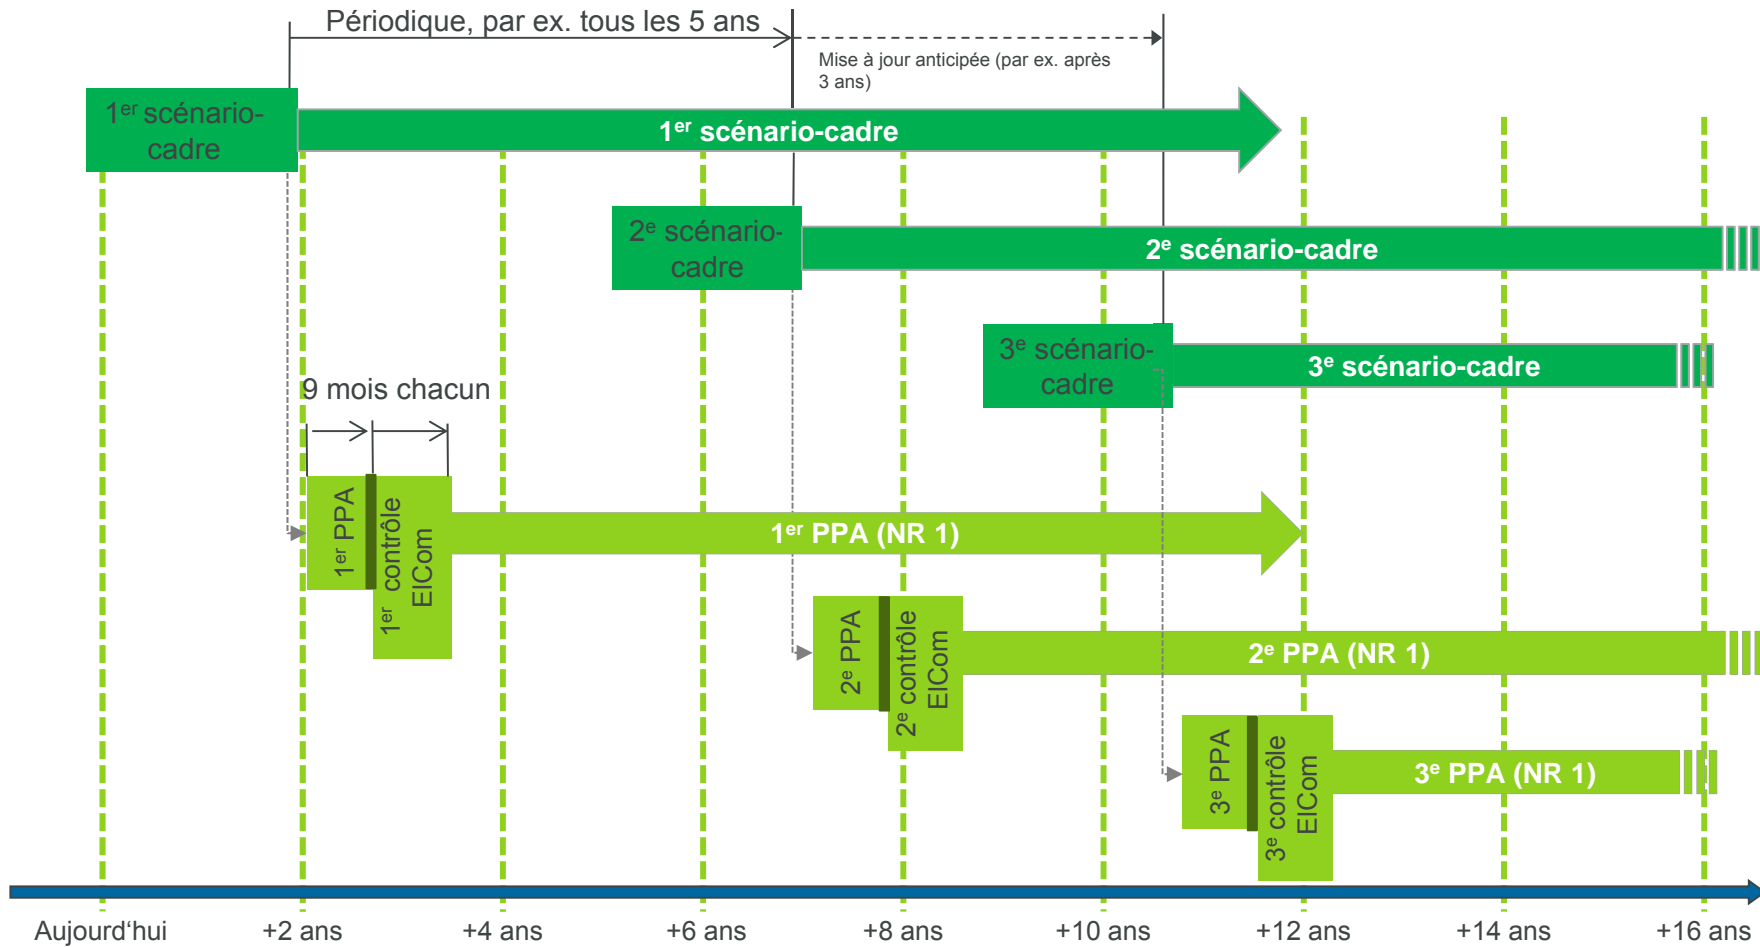 Périodique, par ex. tous les 5 ans
Mise à jour anticipée (par ex. après
3 ans)
1er scénario-
cadre
1er scénario-cadre
2e scénario-
cadre
2e scénario-cadre
3e scénario-
cadre
3e scénario-cadre
9 mois chacun
1er PPA
1er contrôle
ElCom
1er PPA (NR 1)
2e PPA
2e contrôle
ElCom
2e PPA (NR 1)
3e PPA
3e contrôle
ElCom
3e PPA (NR 1)
Aujourd‘hui
+2 ans
+4 ans
+6 ans
+8 ans
+10 ans
+12 ans
+14 ans
+16 ans